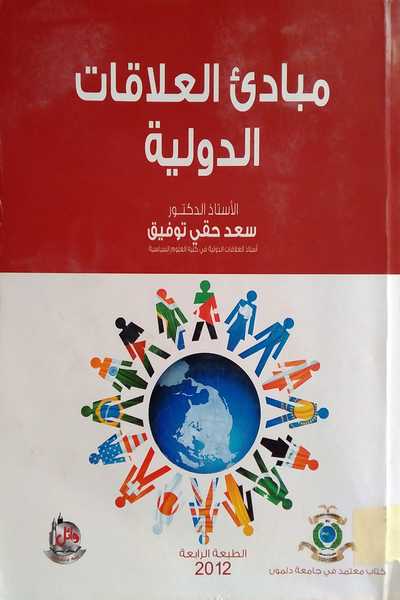 مبادئ العلاقات
الدولية
الأستاذ الدكتور
سعد حقي توفيق
أستاذ العلاقات الدولية في كلية العلوم السياسية
الطبعة الرابعة
2012
وائل
كتاب معتمد في جامعة دلمون